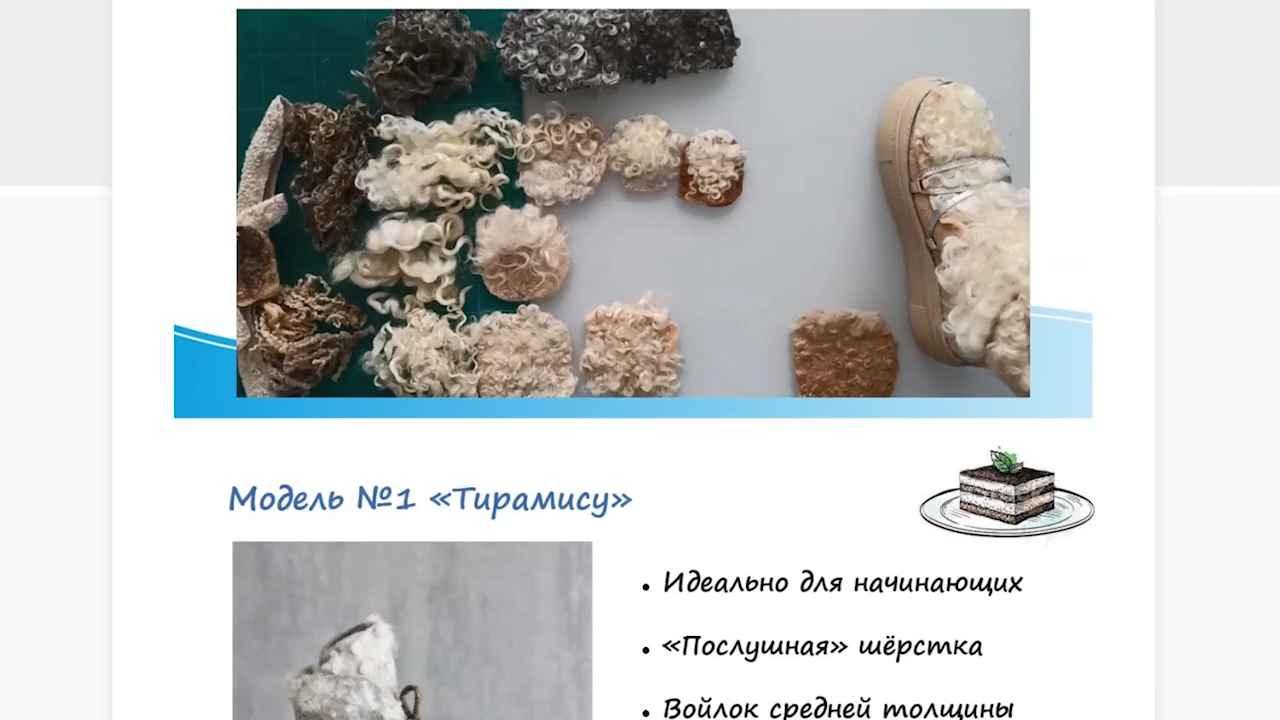 Модель №1 «Тирамису»
• Идеально для начинающих
• «Послушная» шёрстка
• Войлок средней толщины